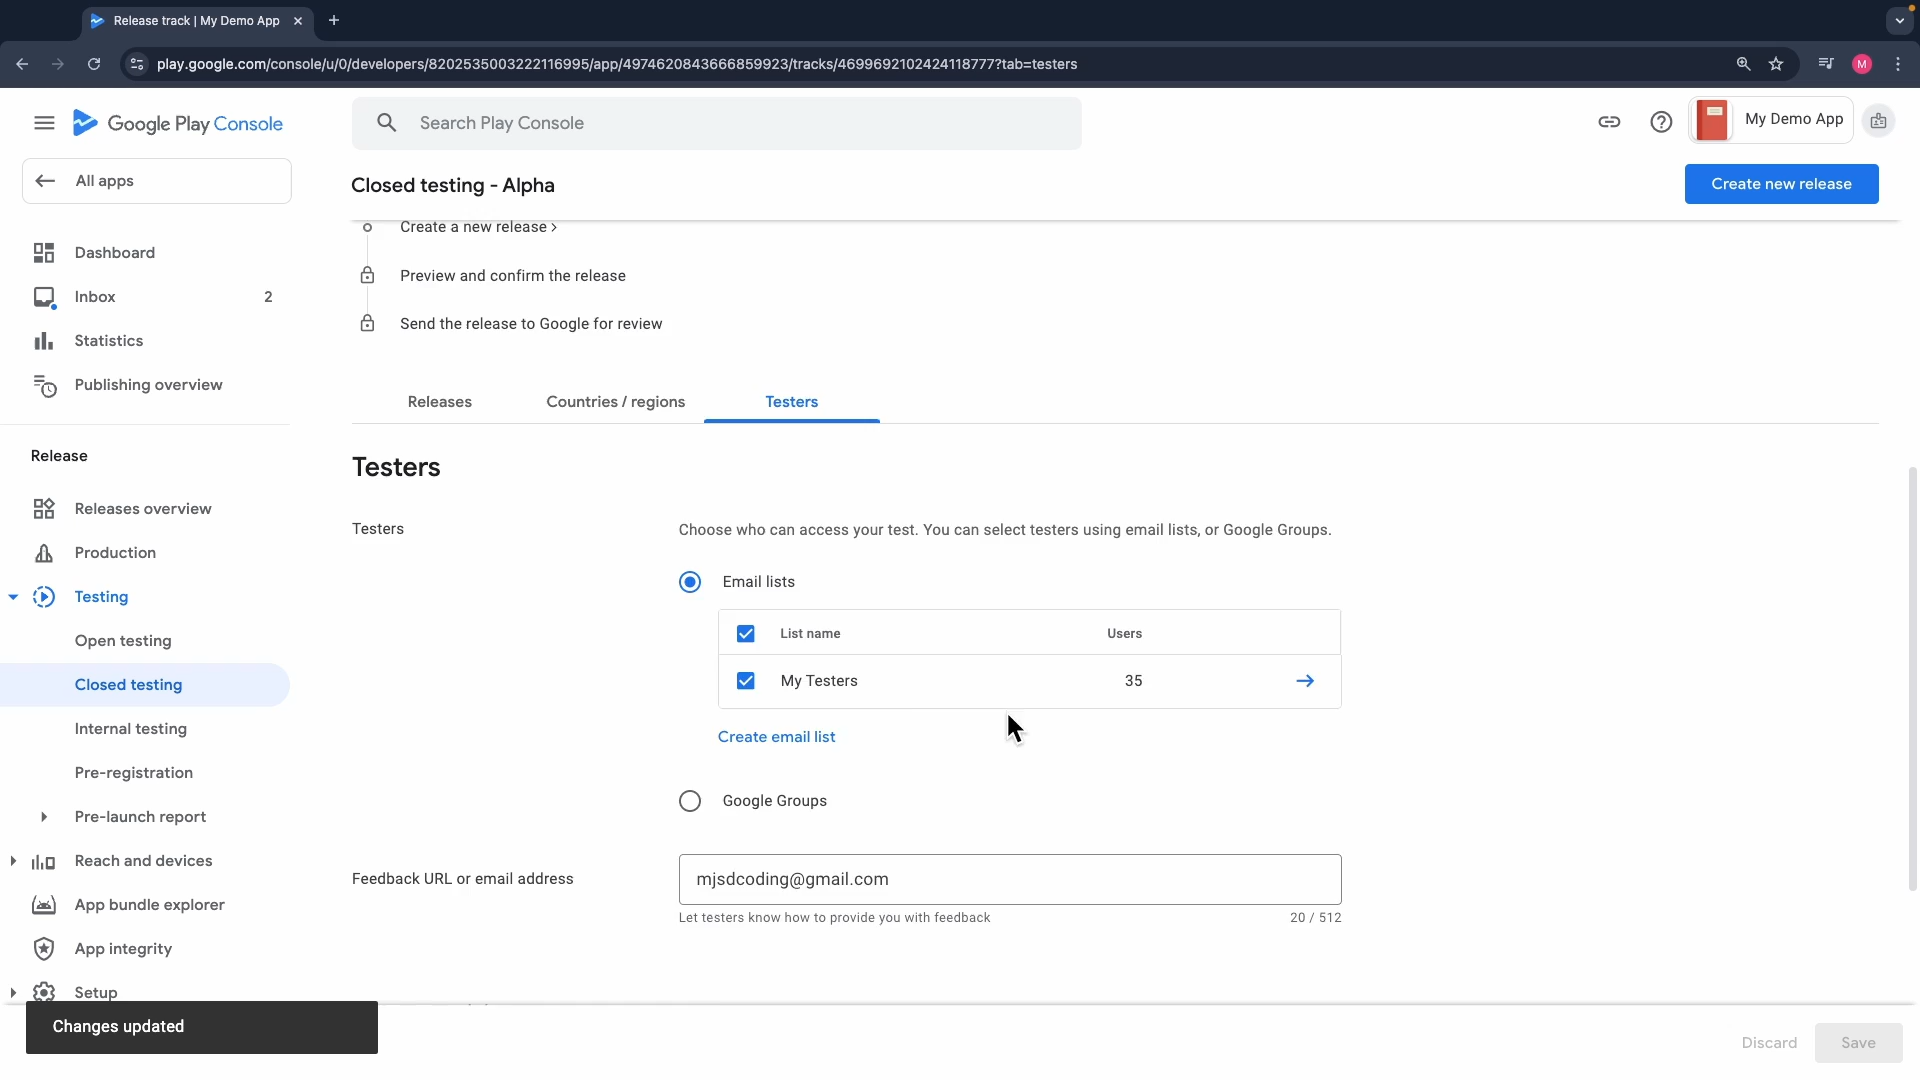 Release track | My Demo App
play.google.com/console/u/0/developers/8202535003222116995/app/4974620843666859923/tracks/4699692102424118777?tab=testers
M
Google Play Console
Search Play Console
My Demo App
All apps
Closed testing - Alpha
Create new release
Dashboard
Inbox 2
Statistics
Publishing overview
Release
Releases overview
Production
Testing
Open testing
Closed testing
Internal testing
Pre-registration
Pre-launch report
Reach and devices
App bundle explorer
App integrity
Setup
Create a new release >
Preview and confirm the release
Send the release to Google for review
Releases Countries / regions Testers
Testers
Testers
Choose who can access your test. You can select testers using email lists, or Google Groups.
Email lists
List name Users
My Testers 35
Create email list
Google Groups
Feedback URL or email address
mjsdcoding@gmail.com
Let testers know how to provide you with feedback 20 / 512
Changes updated
Discard Save